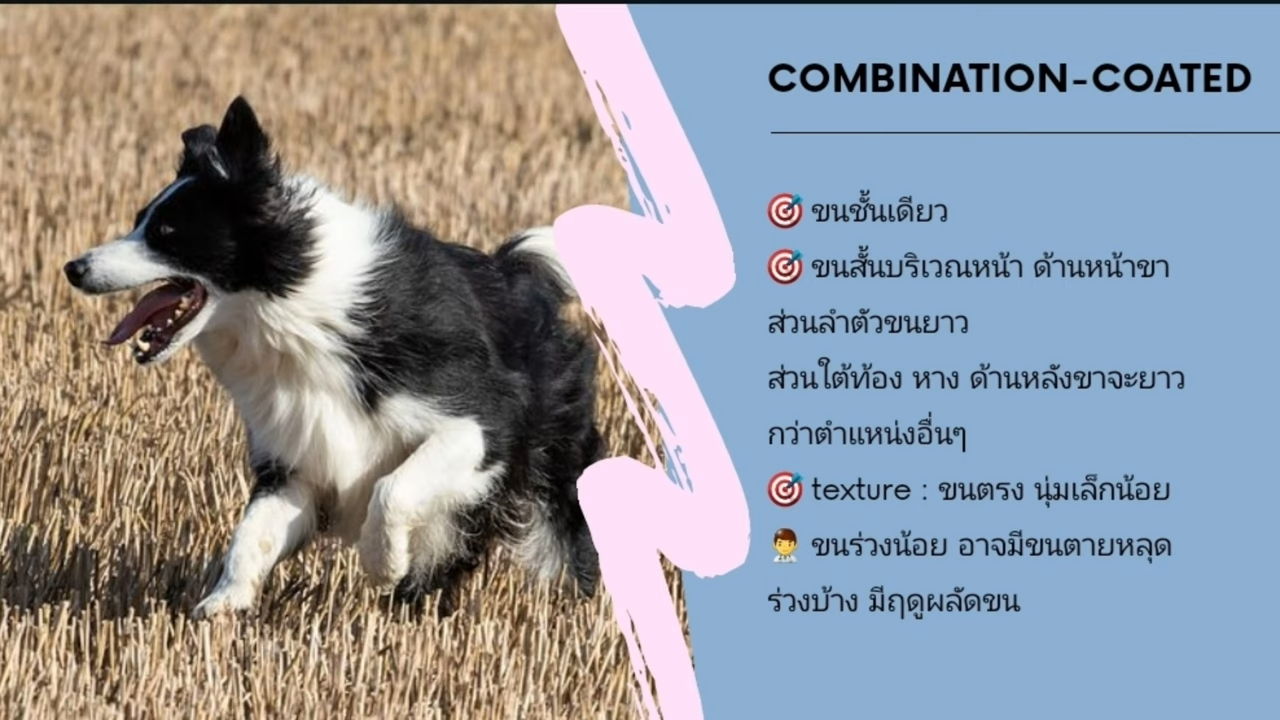 COMBINATION-COATED
🎯 ขนชั้นเดียว
🎯 ขนสั้นบริเวณหน้า ด้านหน้าขา
ส่วนลำตัวขนยาว
ส่วนใต้ท้อง หาง ด้านหลังขาจะยาว
กว่าตำแหน่งอื่นๆ
🎯 texture : ขนตรง นุ่มเล็กน้อย
👨‍⚕️ ขนร่วงน้อย อาจมีขนตายหลุด
ร่วงบ้าง มีฤดูผลัดขน